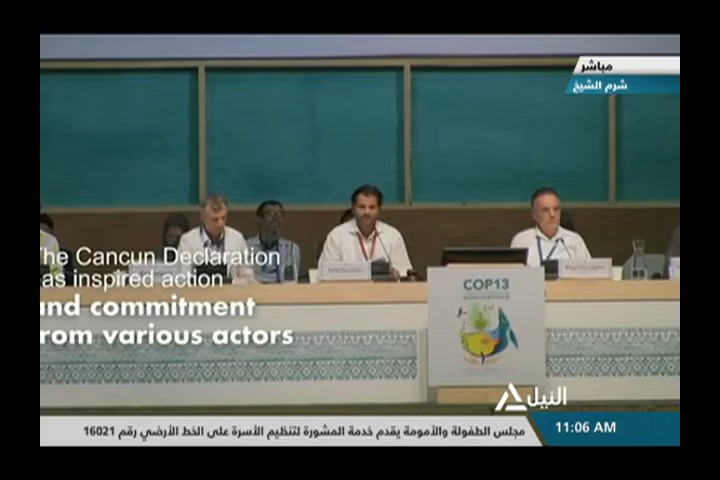 مباشر
شرم الشيخ
he Cancun Declaration
as inspired action
and commitment
rom various actors
COP13
النيل
مجلس الطفولة والأمومة يقدم خدمة المشورة لتنظيم الأسرة على الخط الأرضي رقم 16021
11:06 AM